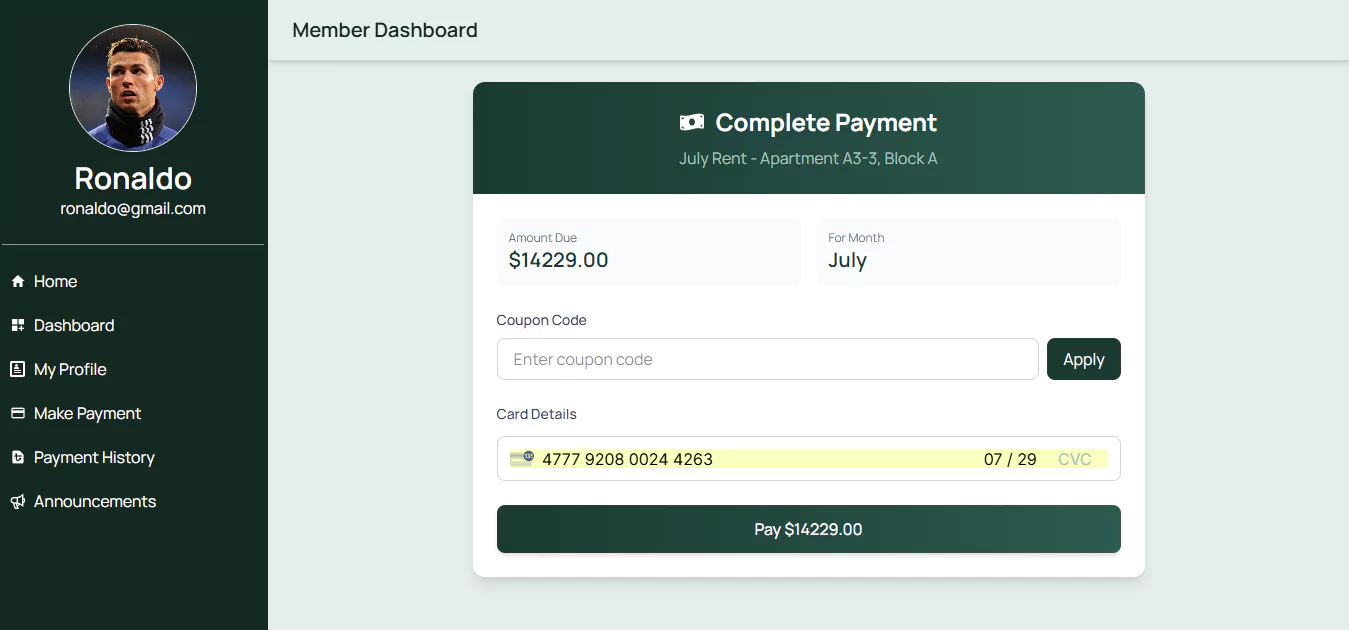 Member Dashboard
Ronaldo
ronaldo@gmail.com
Home
Dashboard
My Profile
Make Payment
Payment History
Announcements
Complete Payment
July Rent - Apartment A3-3, Block A
Amount Due
$14229.00
For Month
July
Coupon Code
Enter coupon code
Apply
Card Details
4777 9208 0024 4263 07 / 29 CVC
Pay $14229.00